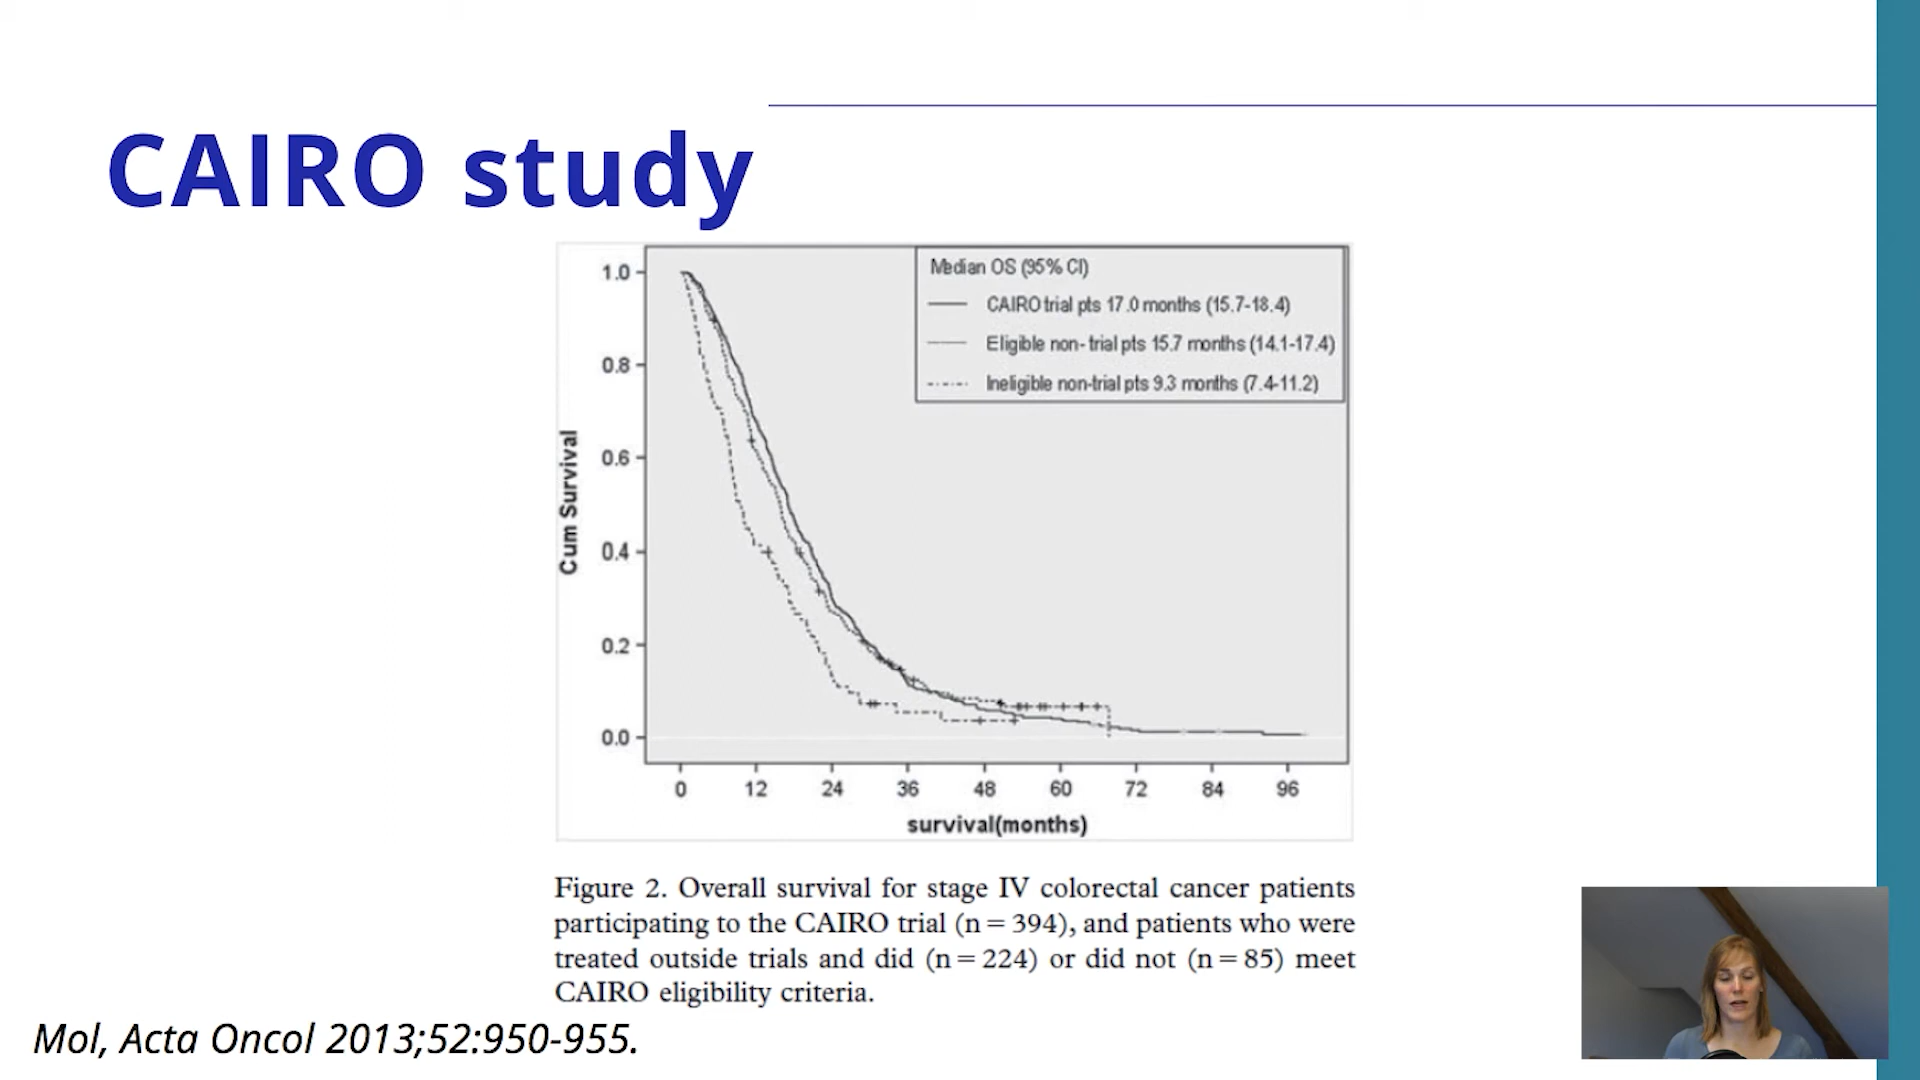 CAIRO study
Median OS (95% CI)
CAIRO trial pts 17.0 months (15.7-18.4)
Eligible non- trial pts 15.7 months (14.1-17.4)
Ineligible non-trial pts 9.3 months (7.4-11.2)
1.0
0.8
0.6
0.4
0.2
0.0
Cum Survival
0 12 24 36 48 60 72 84 96
survival(months)
Figure 2. Overall survival for stage IV colorectal cancer patients
participating to the CAIRO trial (n = 394), and patients who were
treated outside trials and did (n = 224) or did not (n = 85) meet
CAIRO eligibility criteria.
Mol, Acta Oncol 2013;52:950-955.